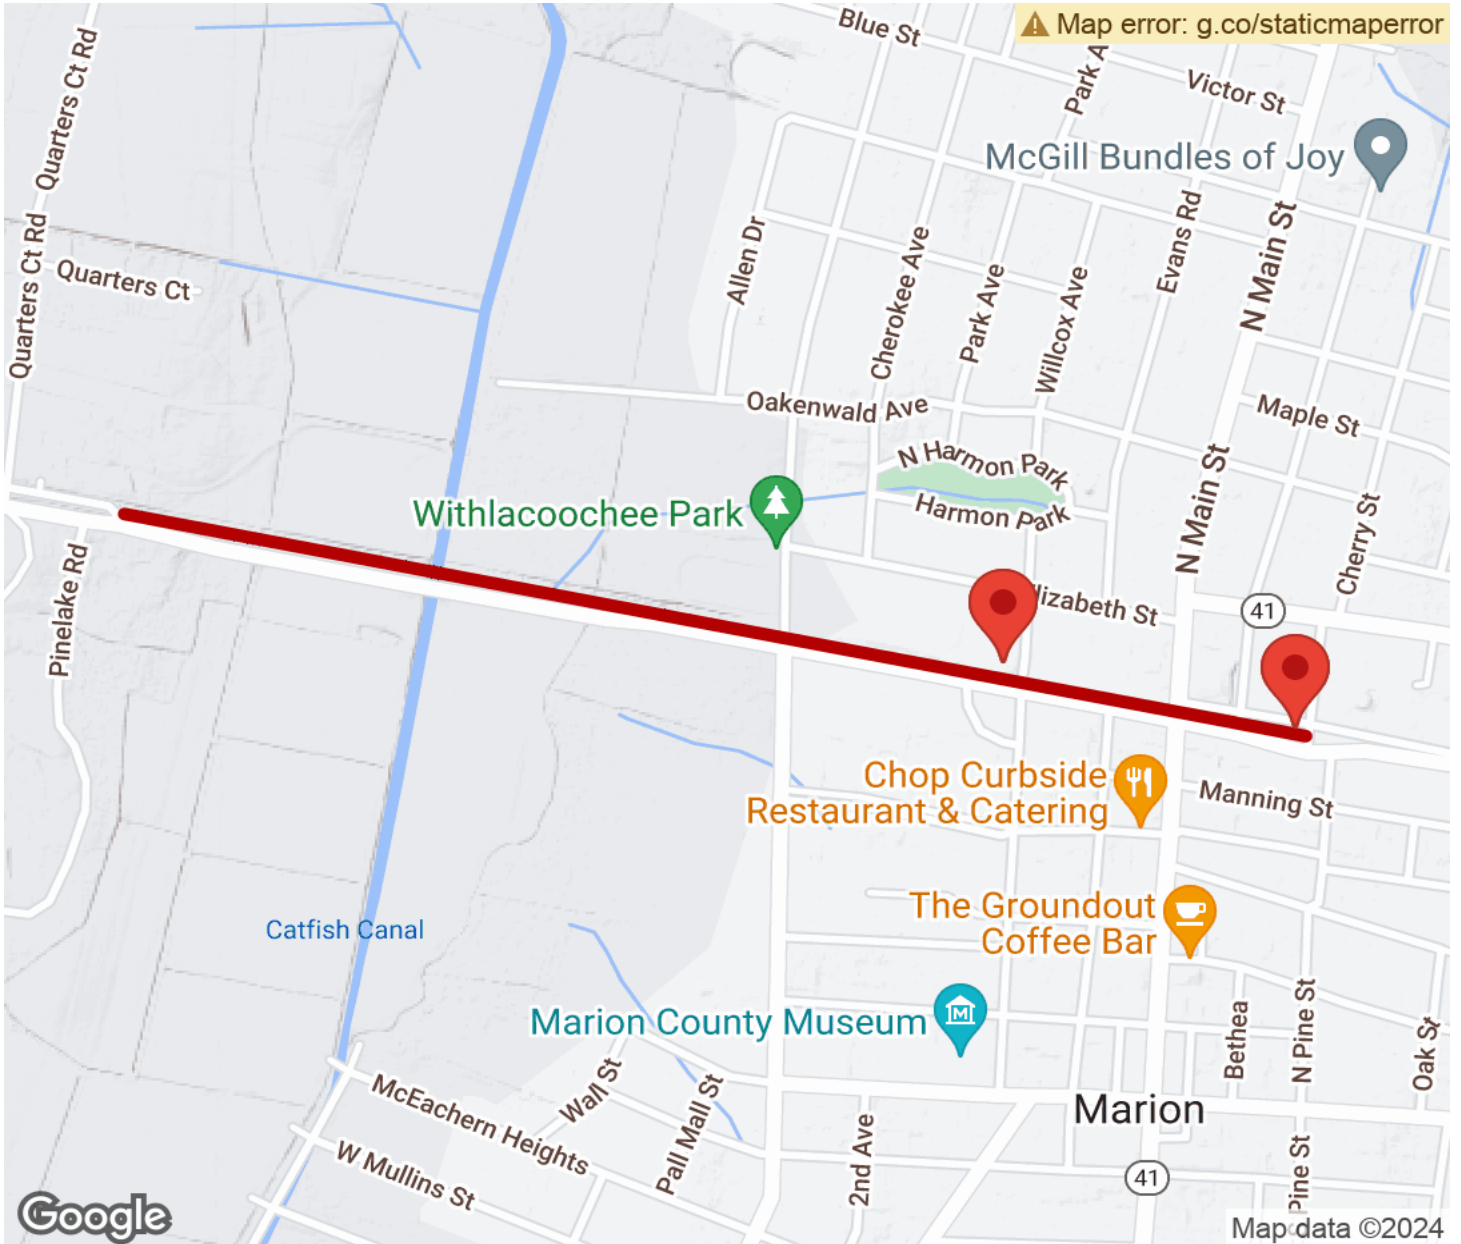 Map error: g.co/staticmaperror
Blue St
Victor St
Park A
Quarters Ct Rd
McGill Bundles of Joy
Quarters Ct Rd
Quarters Ct
Allen Dr
Cherokee Ave
Park Ave
Willcox Ave
Evans Rd
N Main St
Oakenwald Ave
Maple St
N Harmon Park
Harmon Park
Withlacoochee Park
N Main St
Cherry St
Pinelake Rd
lizabeth St
41
Chop Curbside
Restaurant & Catering
Manning St
The Groundout
Coffee Bar
Catfish Canal
Marion County Museum
Bethea
N Pine St
Oak St
Wall St
McEachern Heights
Pall Mall St
Marion
W Mullins St
2nd Ave
41
Pine St
Google
Map data ©2024